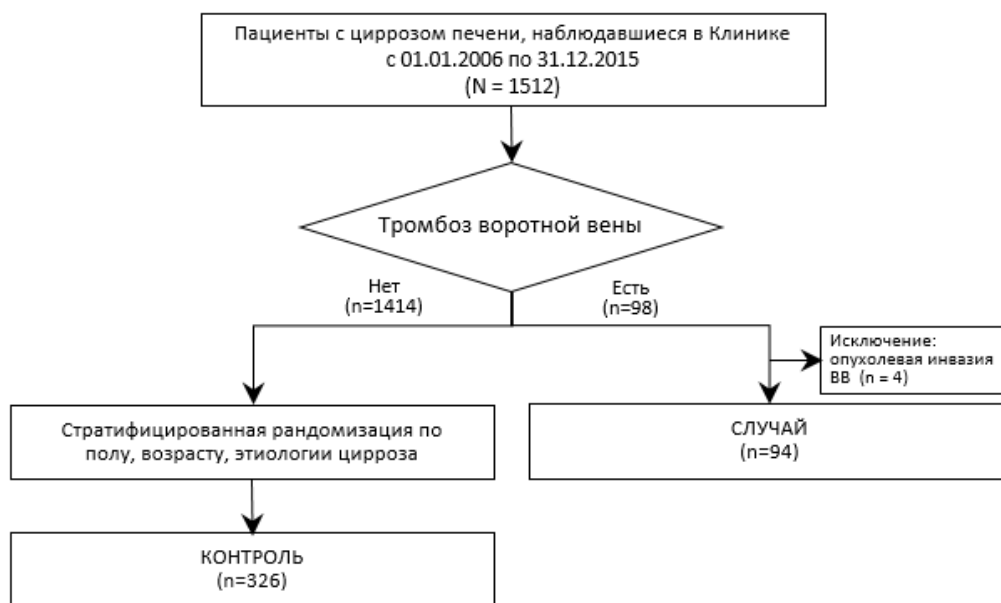 Пациенты с циррозом печени, наблюдавшиеся в Клинике
с 01.01.2006 по 31.12.2015
(N = 1512)
Тромбоз воротной вены
Нет
(n=1414)
Есть
(n=98)
Исключение:
опухолевая инвазия
ВВ (n = 4)
Стратифицированная рандомизация по
полу, возрасту, этиологии цирроза
СЛУЧАЙ
(n=94)
КОНТРОЛЬ
(n=326)